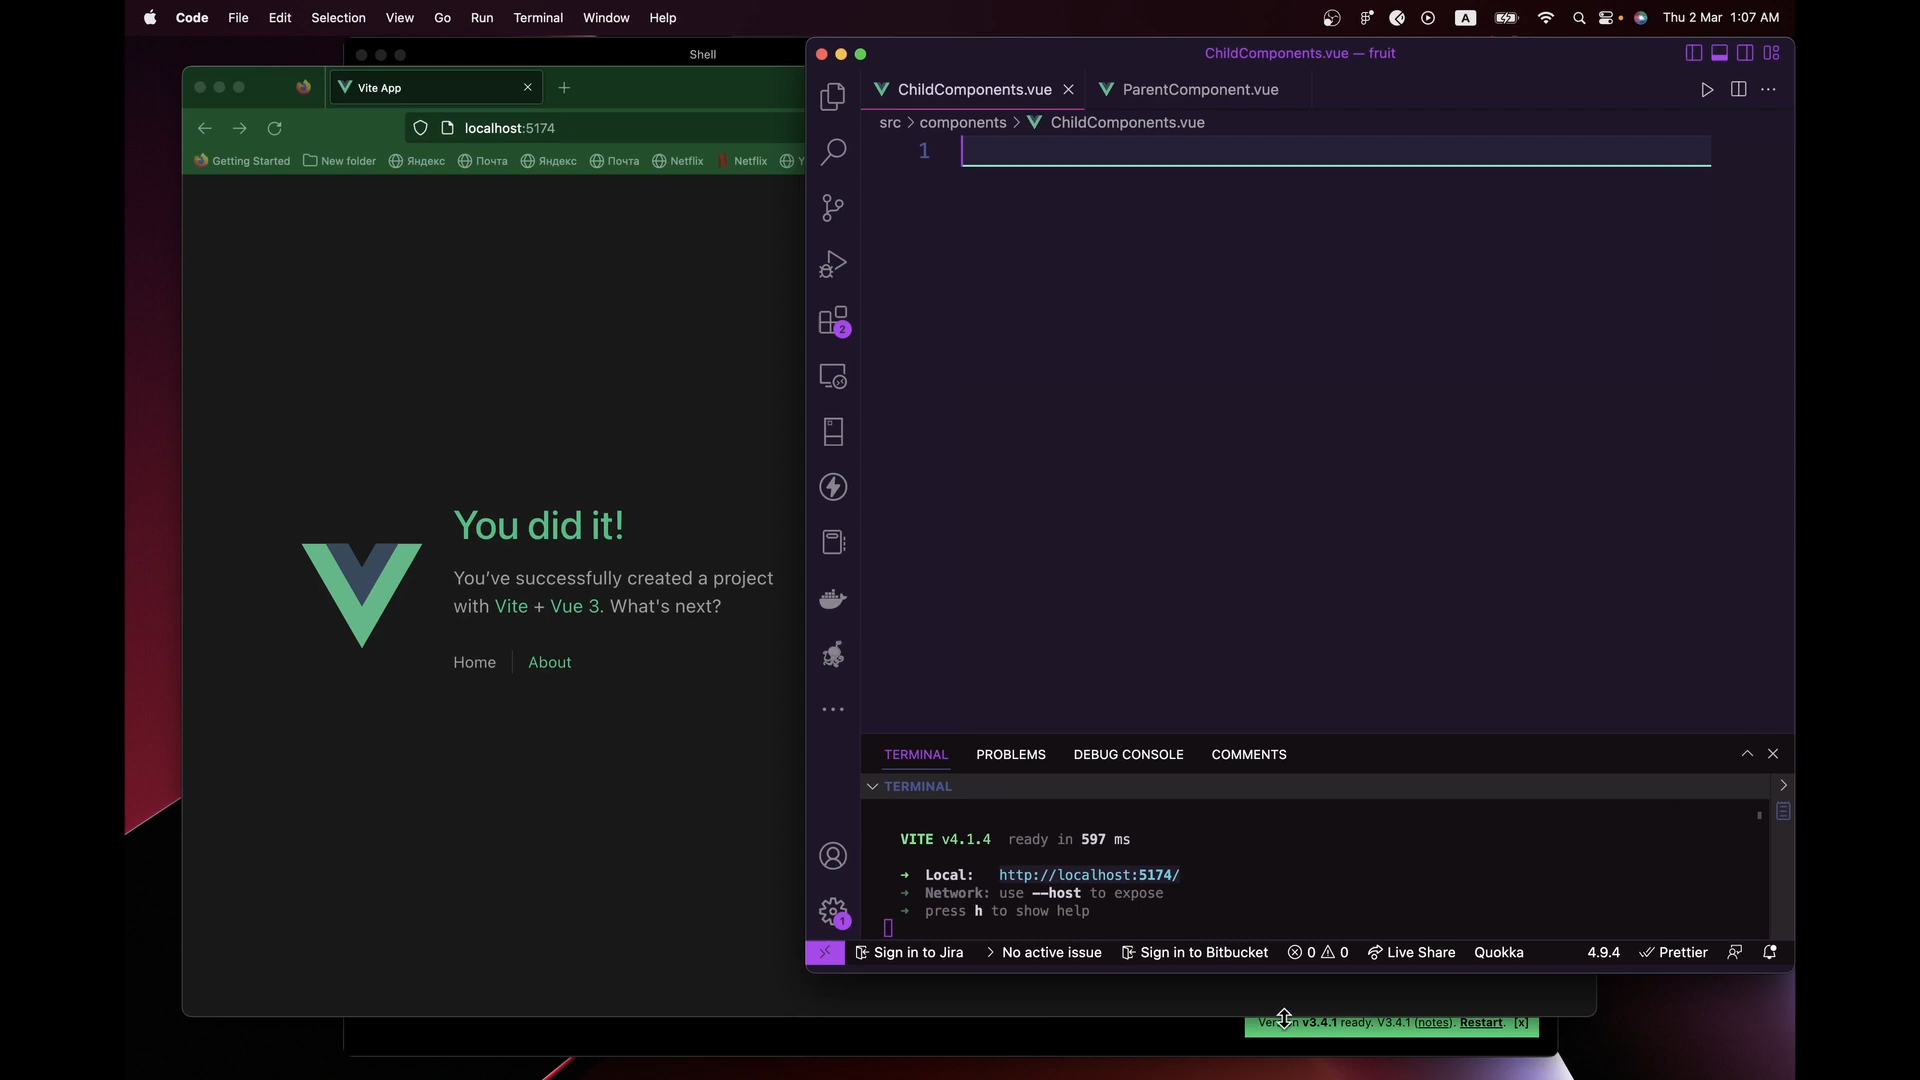 Code File Edit Selection View Go Run Terminal Window Help
A
Thu 2 Mar 1:07 AM
Shell
ChildComponents.vue — fruit
Vite App
ChildComponents.vue
ParentComponent.vue
localhost:5174
src > components > ChildComponents.vue
Getting Started New folder Яндекс Почта Яндекс Почта Netflix Netflix Y
1
2
You did it!
You've successfully created a project
with Vite + Vue 3. What's next?
Home About
TERMINAL PROBLEMS DEBUG CONSOLE COMMENTS
TERMINAL
VITE v4.1.4 ready in 597 ms
➜ Local: http://localhost:5174/
➜ Network: use --host to expose
➜ press h to show help
1
Sign in to Jira > No active issue Sign in to Bitbucket 0 0 Live Share Quokka 4.9.4 Prettier
v3.4.1 ready. V3.4.1 (notes). Restart. [x]